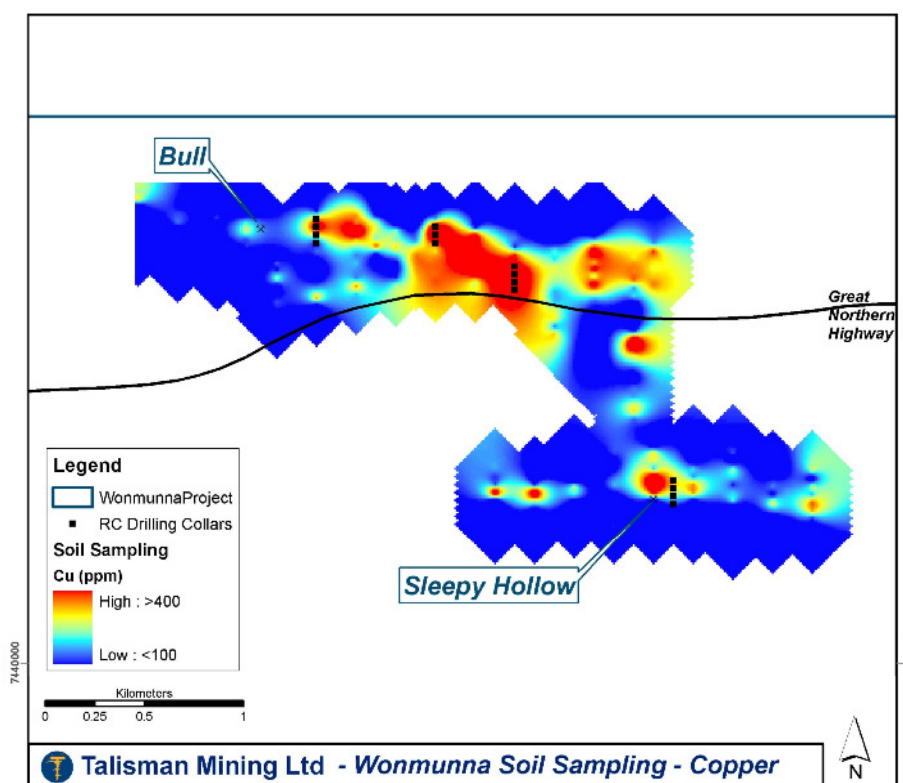 Bull
Great
Northern
Highway
Sleepy Hollow
Legend
WonmunnaProject
RC Drilling Collars
Soil Sampling
Cu (ppm)
High : >400
Low : <100
7440000
Kilometers
0 0.25 0.5 1
N
Talisman Mining Ltd - Wonmunna Soil Sampling - Copper